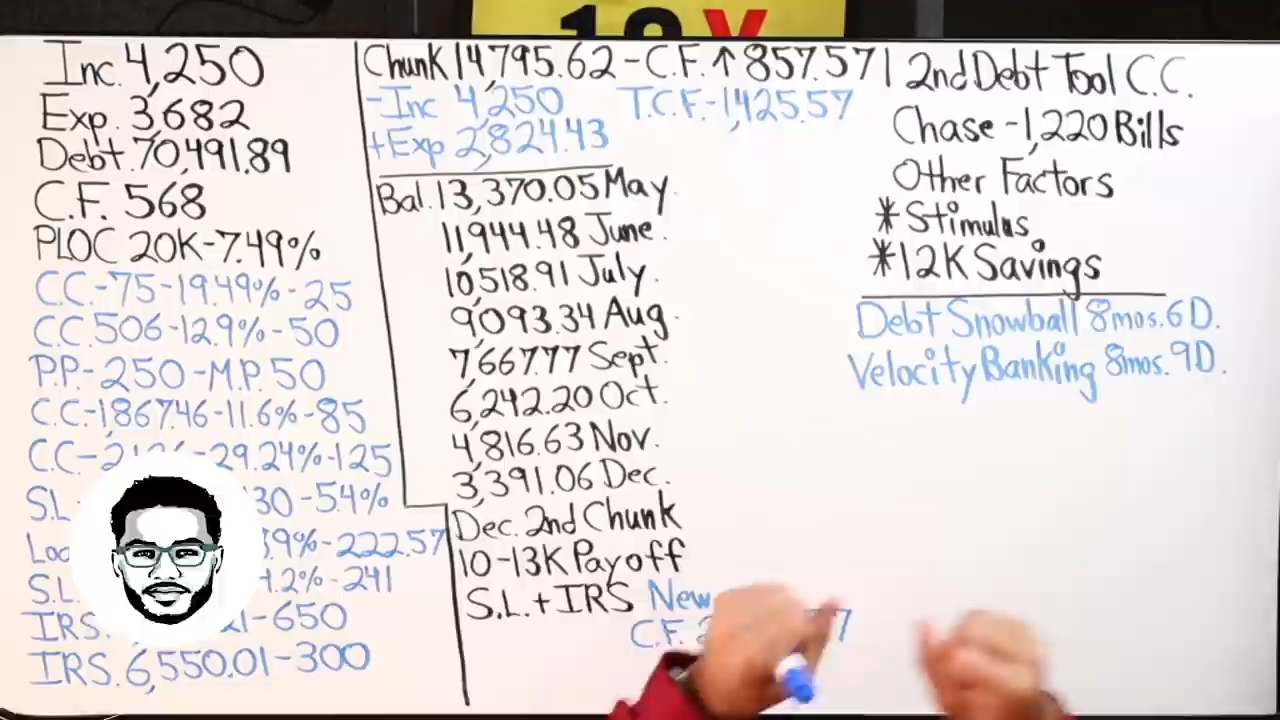 10X
Inc. 4,250
Exp. 3,682
Debt. 70,491.89
C.F. 568
PLOC 20K-7.49%
C.C.-75-19.49%-25
C.C. 506-12.9%-50
P.P.-250-M.P. 50
C.C.-1,867.46-11.6%-85
C.C.-29.24%-125
S.L. 30-5.4%
9%-222.57
S.L. .2%-241
IRS. 21-650
IRS. 6,550.01-300
Chunk 14,795.62-C.F.↑857.57
-Inc 4,250 T.C.F.-1,425.57
+Exp 2,824.43
Bal. 13,370.05 May.
11,944.48 June.
10,518.91 July.
9,093.34 Aug.
7,667.77 Sept.
6,242.20 Oct.
4,816.63 Nov.
3,391.06 Dec.
Dec. 2nd Chunk
10-13K Payoff
S.L.+IRS New
C.F. 2 7
2nd Debt Tool C.C.
Chase -1,220 Bills
Other Factors
*Stimulas
*12K Savings
Debt Snowball 8mos. 6D.
Velocity Banking 8mos. 9D.